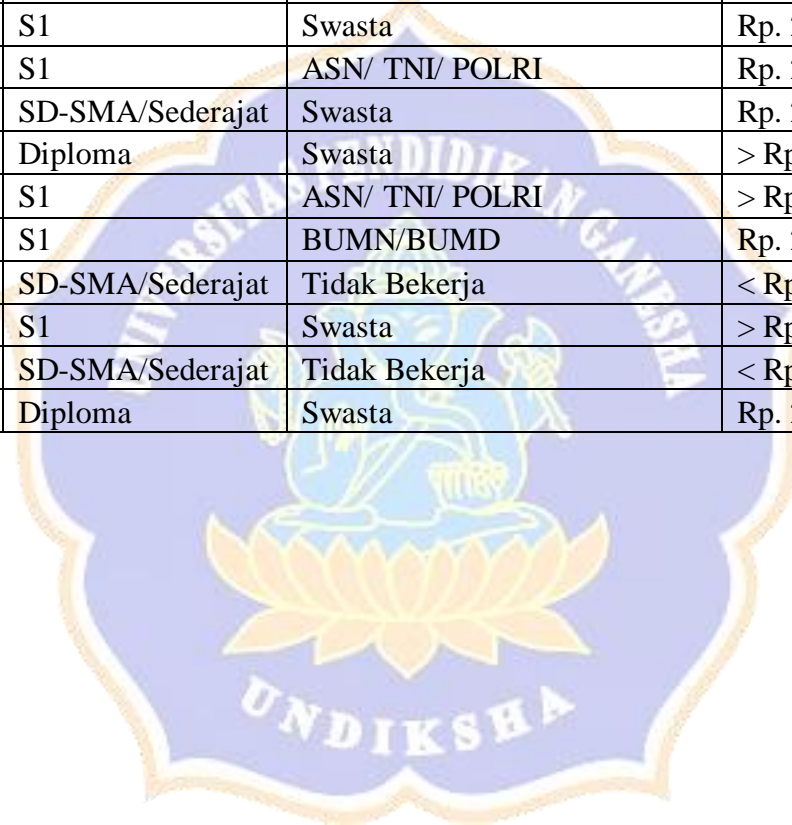 S1 Swasta Rp.
S1 ASN/ TNI/ POLRI Rp.
SD-SMA/Sederajat Swasta Rp.
Diploma Swasta > Rp
S1 ASN/ TNI/ POLRI > Rp
S1 BUMN/BUMD Rp.
SD-SMA/Sederajat Tidak Bekerja < Rp
S1 Swasta > Rp
SD-SMA/Sederajat Tidak Bekerja < Rp
Diploma Swasta Rp.
UNIVERSITAS PENDIDIKAN GANESHA
UNDIKSHA